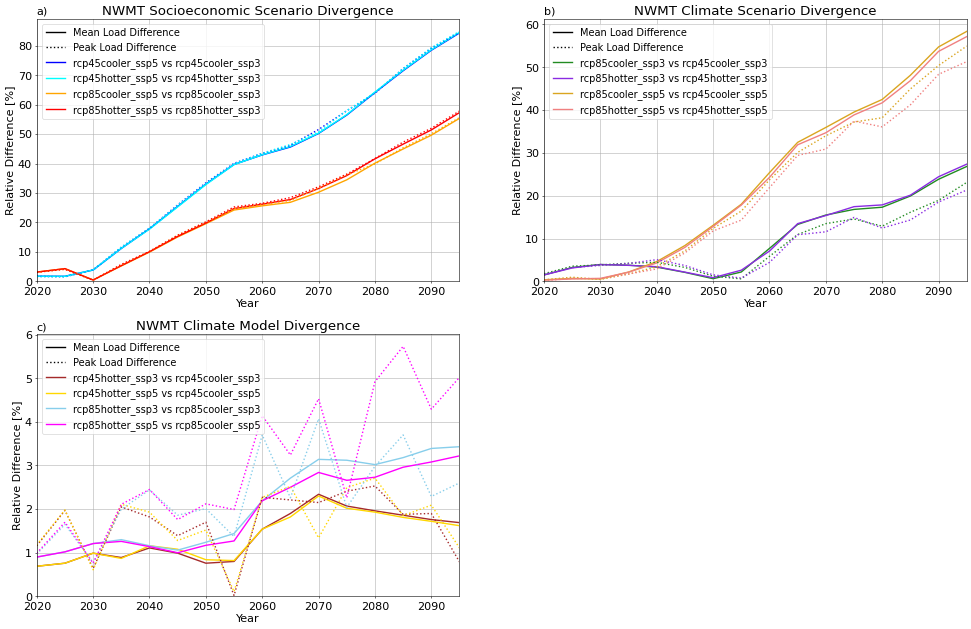 a)
NWMT Socioeconomic Scenario Divergence
Mean Load Difference
Peak Load Difference
rcp45cooler_ssp5 vs rcp45cooler_ssp3
rcp45hotter_ssp5 vs rcp45hotter_ssp3
rcp85cooler_ssp5 vs rcp85cooler_ssp3
rcp85hotter_ssp5 vs rcp85hotter_ssp3
Relative Difference [%]
80
70
60
50
40
30
20
10
0
2020 2030 2040 2050 2060 2070 2080 2090
Year
b)
NWMT Climate Scenario Divergence
Mean Load Difference
Peak Load Difference
rcp85cooler_ssp3 vs rcp45cooler_ssp3
rcp85hotter_ssp3 vs rcp45hotter_ssp3
rcp85cooler_ssp5 vs rcp45cooler_ssp5
rcp85hotter_ssp5 vs rcp45hotter_ssp5
Relative Difference [%]
60
50
40
30
20
10
0
2020 2030 2040 2050 2060 2070 2080 2090
Year
c)
NWMT Climate Model Divergence
Mean Load Difference
Peak Load Difference
rcp45hotter_ssp3 vs rcp45cooler_ssp3
rcp45hotter_ssp5 vs rcp45cooler_ssp5
rcp85hotter_ssp3 vs rcp85cooler_ssp3
rcp85hotter_ssp5 vs rcp85cooler_ssp5
Relative Difference [%]
6
5
4
3
2
1
0
2020 2030 2040 2050 2060 2070 2080 2090
Year